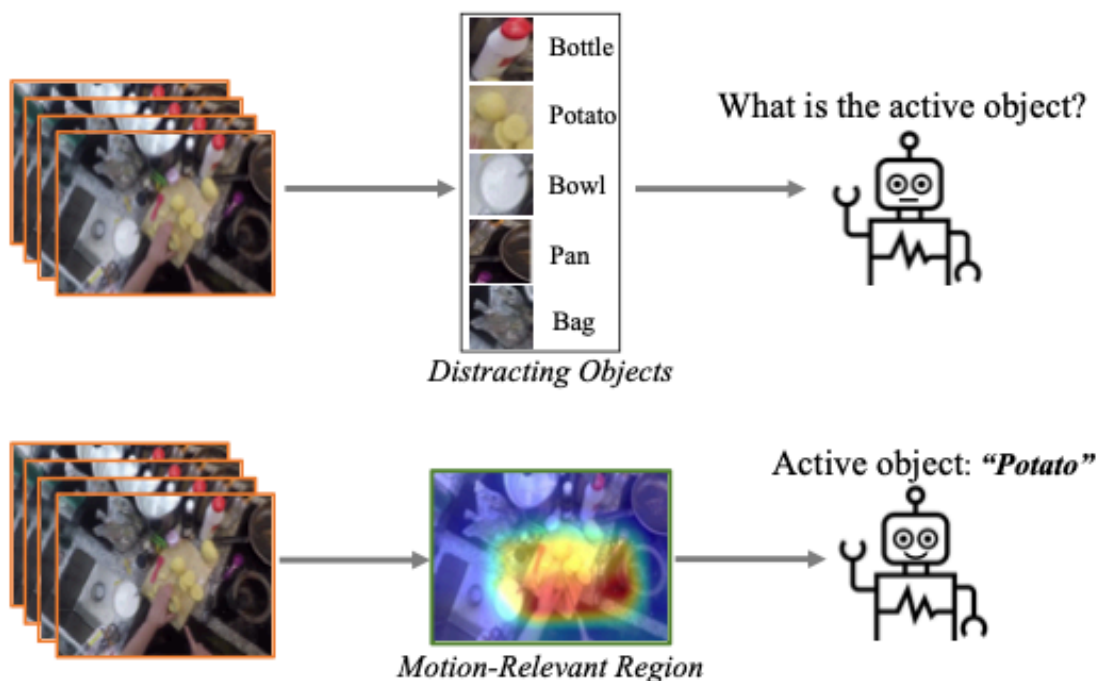 Bottle
Potato
Bowl
Pan
Bag
Distracting Objects
What is the active object?
Motion-Relevant Region
Active object: “Potato”